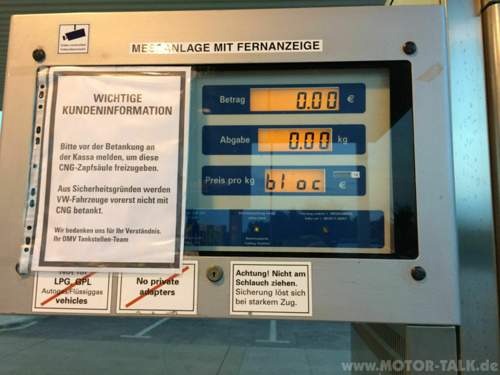 MESSANLAGE MIT FERNANZEIGE
WICHTIGE
KUNDENINFORMATION
Bitte vor der Betankung an
der Kassa melden, um diese
CNG-Zapfsäule freizugeben.
Aus Sicherheitsgründen werden
VW-Fahrzeuge vorerst nicht mit
CNG betankt.
Wir bedanken uns für Ihr Verständnis.
Ihr OMV Tankstellen-Team
Betrag 0.00 €
Abgabe 0.00 kg
Preis pro kg bloc €
Not for
LPG, GPL
Autogas/Flüssiggas
vehicles
No private
adapters
Achtung! Nicht am
Schlauch ziehen.
Sicherung löst sich
bei starkem Zug.
www.MOTOR-TALK.de